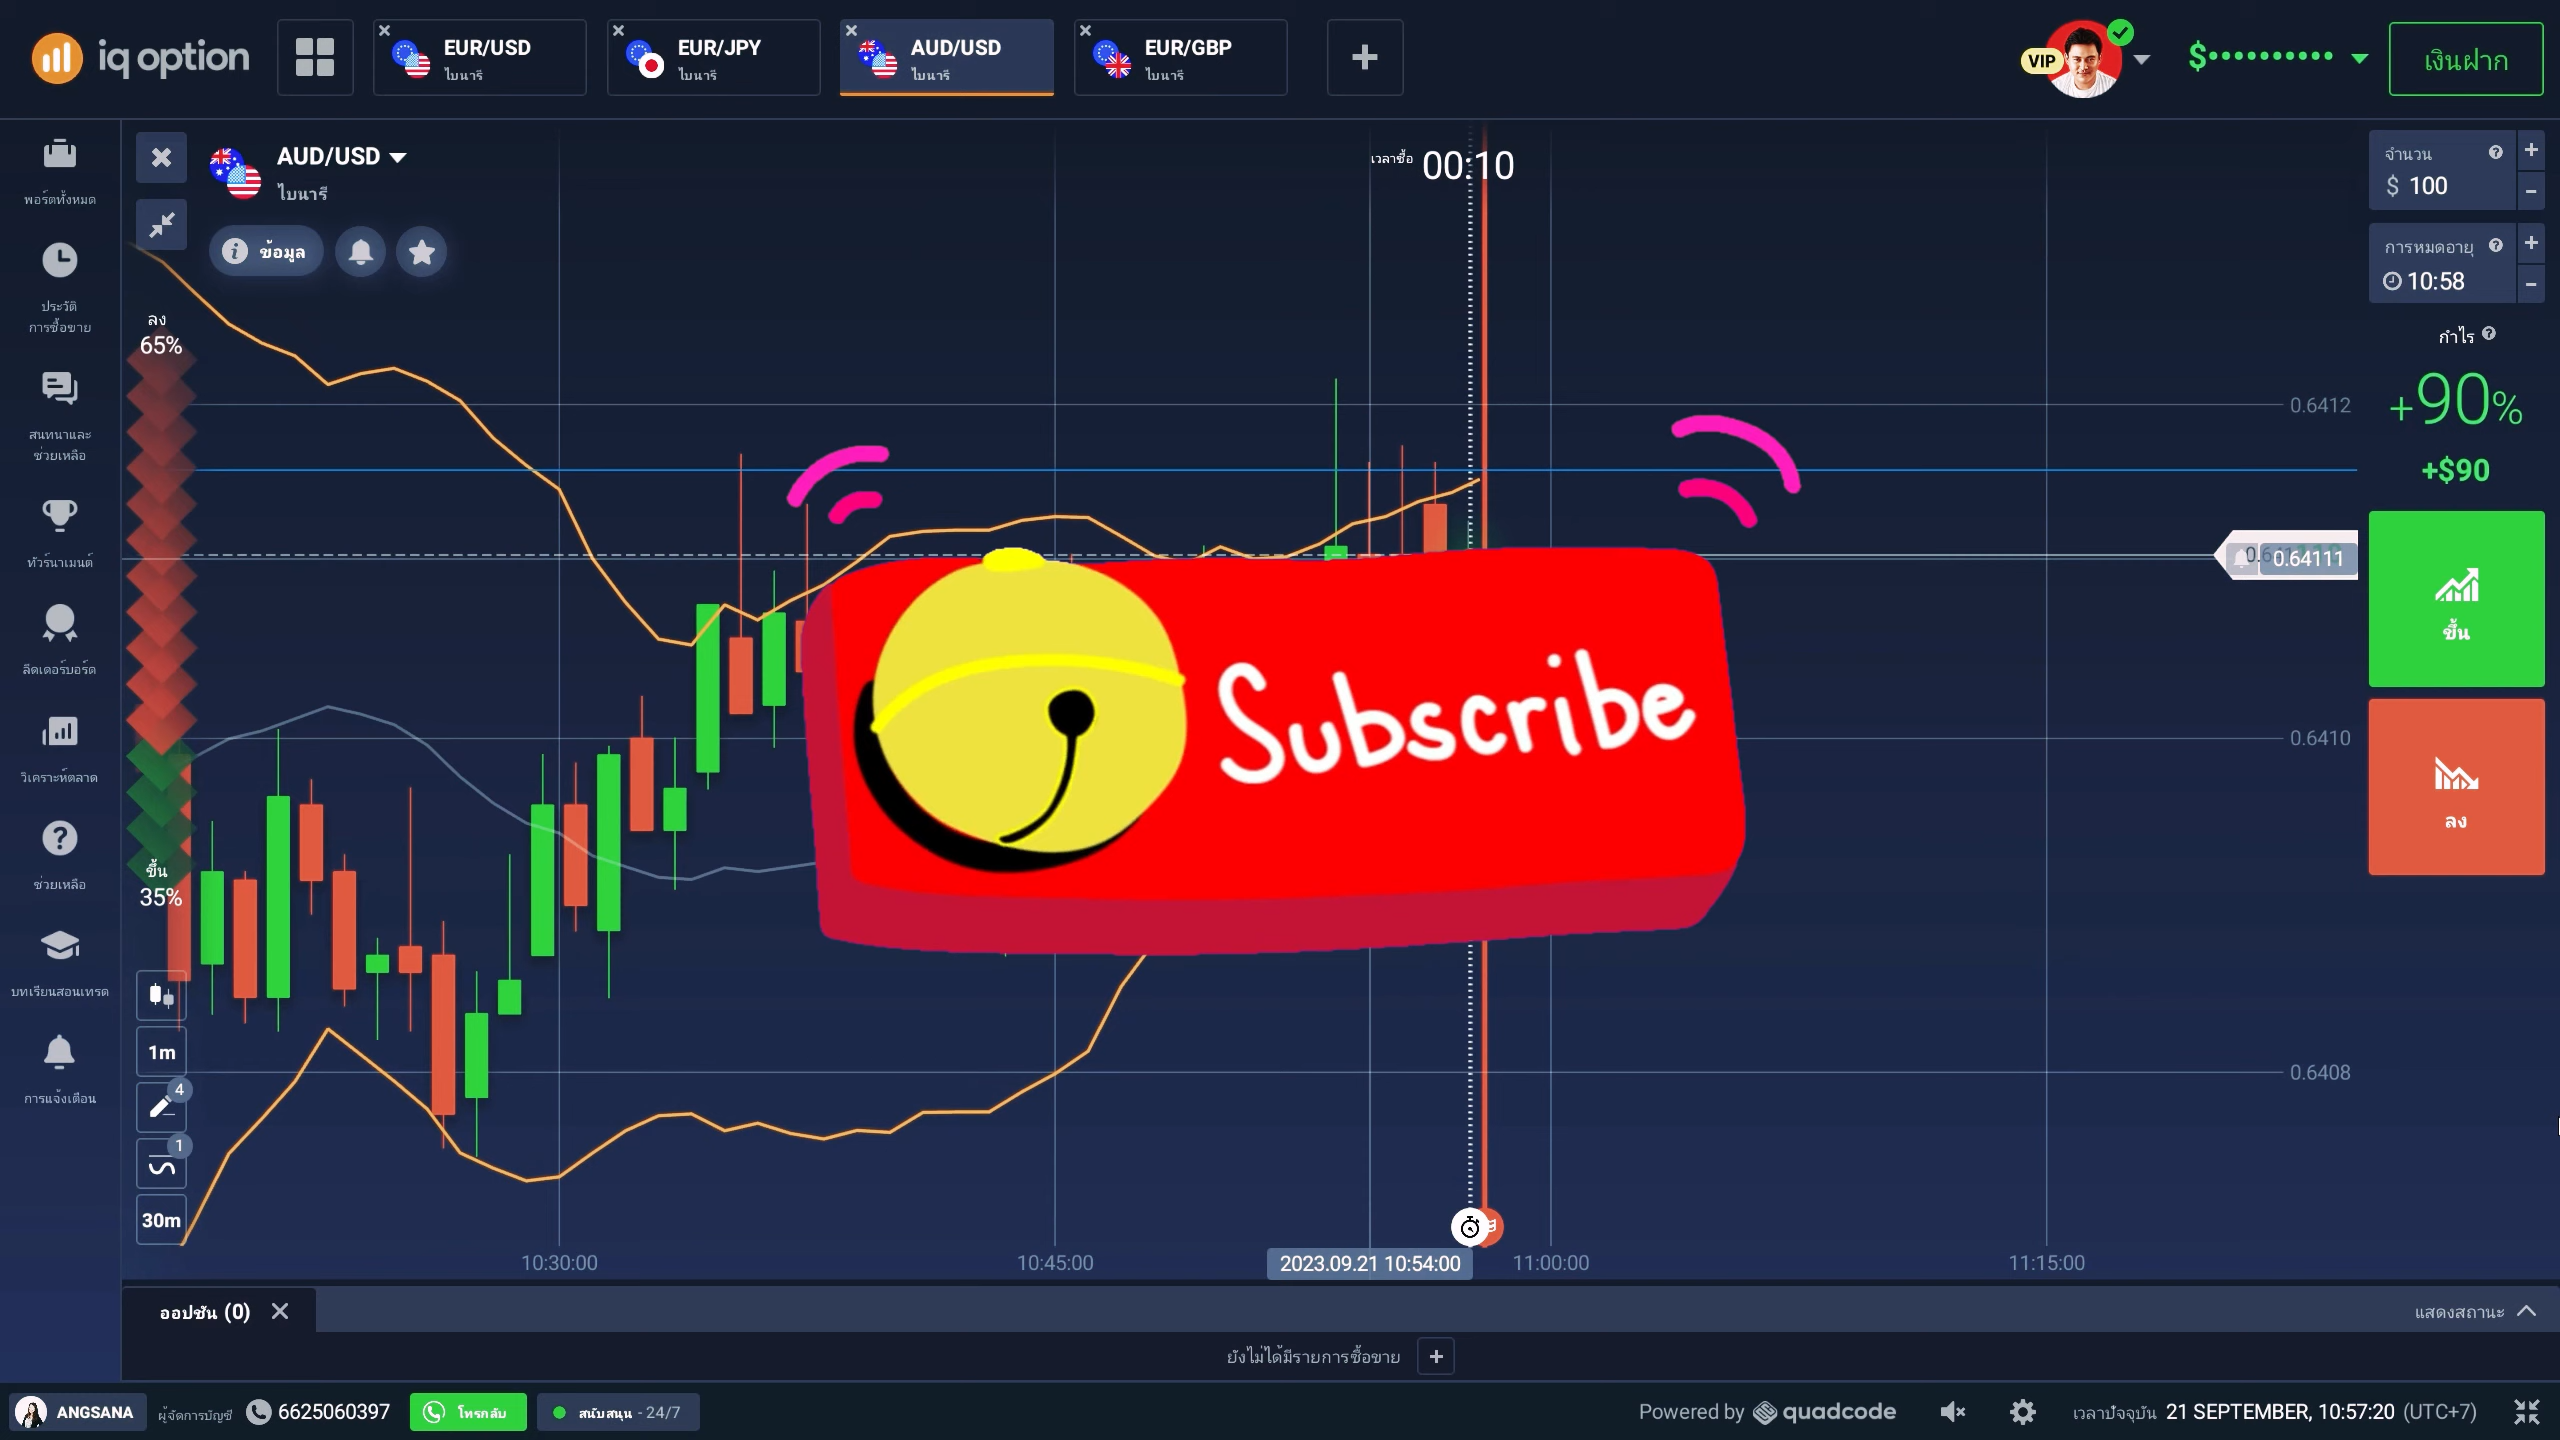 iq option
EUR/USD
ไบนารี
EUR/JPY
ไบนารี
AUD/USD
ไบนารี
EUR/GBP
ไบนารี
VIP
$
เงินฝาก
พอร์ตทั้งหมด
ประวัติ
การซื้อขาย
สนทนาและ
ช่วยเหลือ
ทัวร์นาเมนต์
ลีดเดอร์บอร์ด
วิเคราะห์ตลาด
ช่วยเหลือ
บทเรียนสอนเทรด
การแจ้งเตือน
AUD/USD
ไบนารี
ข้อมูล
เวลาซื้อ 00:10
ลง
65%
ขึ้น
35%
1m
4
1
30m
Subscribe
0.6412
0.64111
0.6410
0.6408
จำนวน
$ 100
การหมดอายุ
10:58
กำไร
+90%
+$90
ขึ้น
ลง
10:30:00
10:45:00
2023.09.21 10:54:00
11:00:00
11:15:00
ออปชัน (0)
แสดงสถานะ
ยังไม่ได้มีรายการซื้อขาย
ANGSANA
ผู้จัดการบัญชี
6625060397
โทรกลับ
สนับสนุน - 24/7
Powered by quadcode
เวลาปัจจุบัน 21 SEPTEMBER, 10:57:20 (UTC+7)